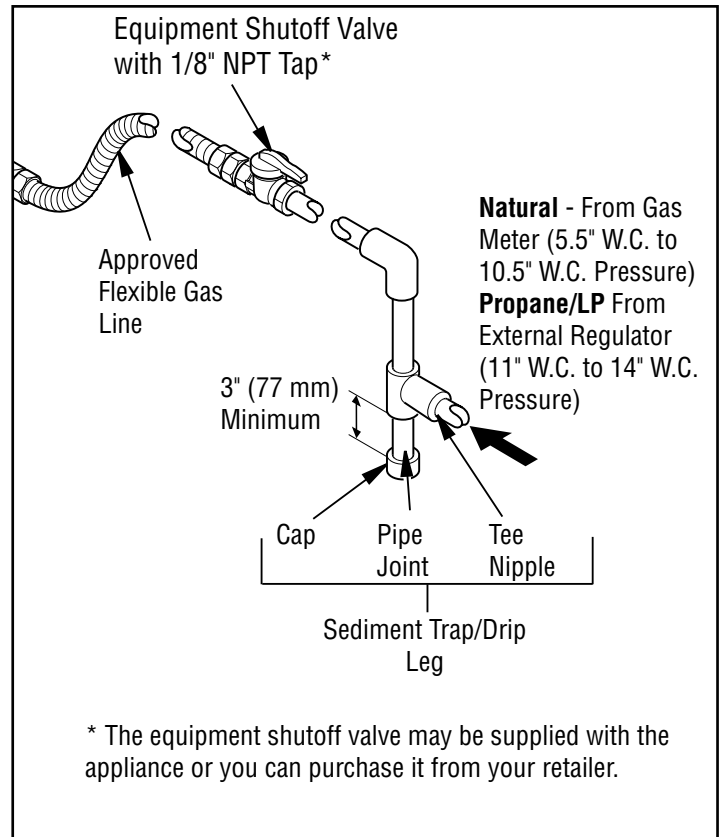 Equipment Shutoff Valve
with 1/8" NPT Tap*
Approved
Flexible Gas
Line
Natural - From Gas
Meter (5.5" W.C. to
10.5" W.C. Pressure)
Propane/LP From
External Regulator
(11" W.C. to 14" W.C.
Pressure)
3" (77 mm)
Minimum
Cap
Pipe
Joint
Tee
Nipple
Sediment Trap/Drip
Leg
* The equipment shutoff valve may be supplied with the
appliance or you can purchase it from your retailer.